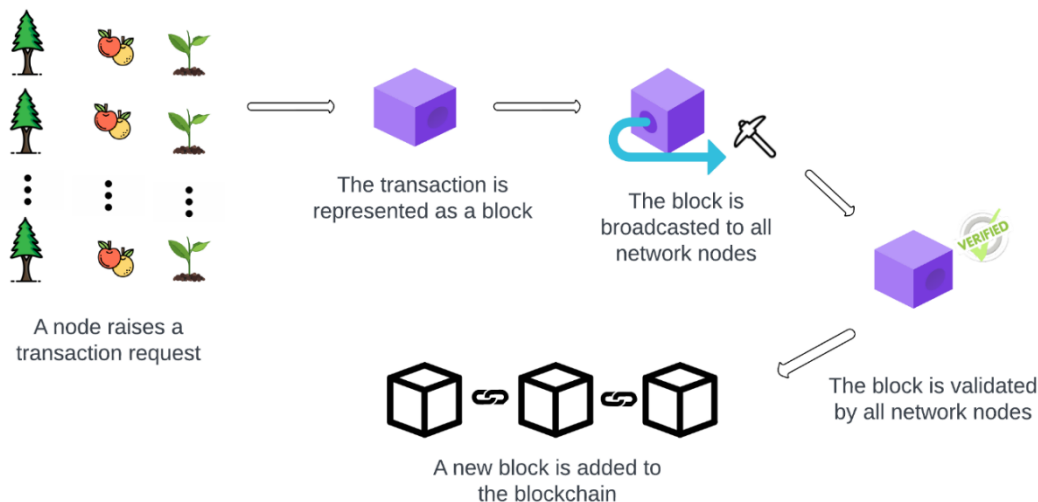 A node raises a
transaction request
The transaction is
represented as a block
The block is
broadcasted to all
network nodes
VERIFIED
The block is validated
by all network nodes
A new block is added to
the blockchain